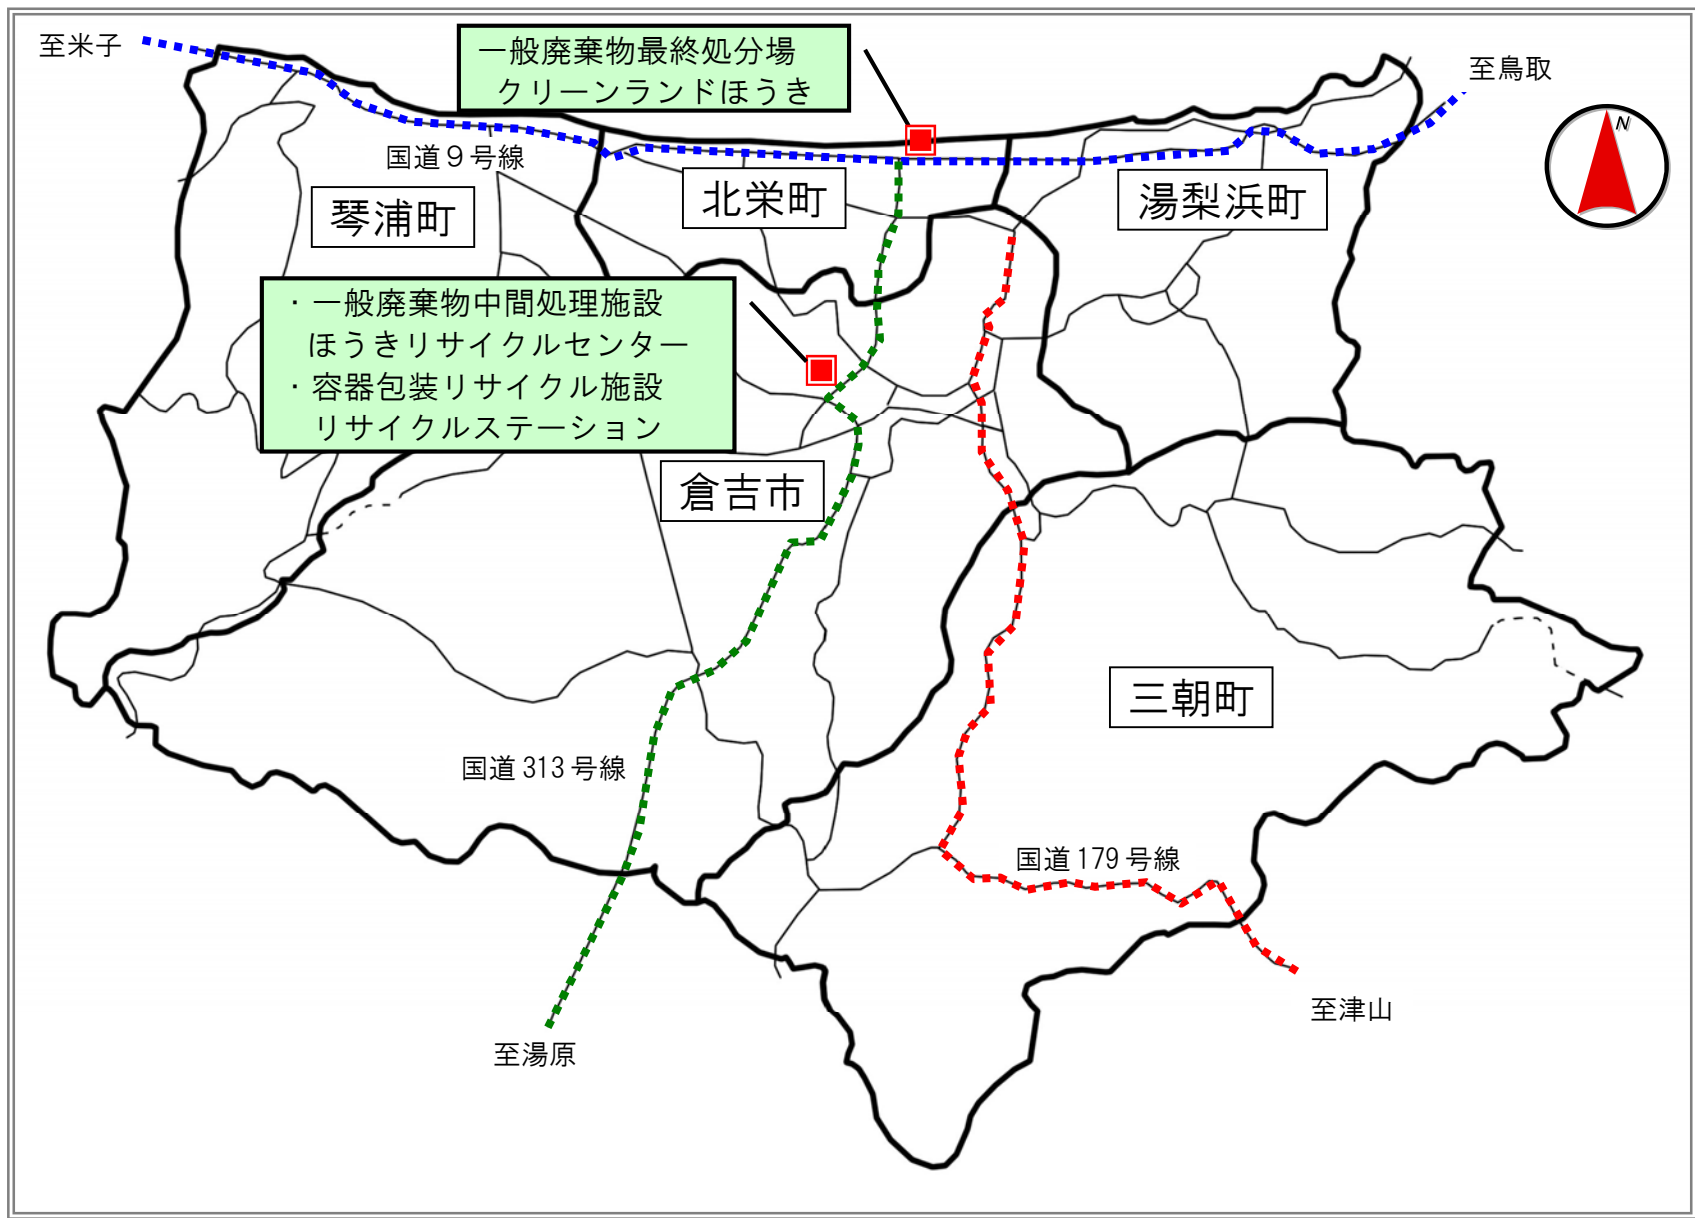 至米子
一般廃棄物最終処分場
クリーンランドほうき
至鳥取
N
国道９号線
琴浦町
北栄町
湯梨浜町
・一般廃棄物中間処理施設
ほうきリサイクルセンター
・容器包装リサイクル施設
リサイクルステーション
倉吉市
三朝町
国道313号線
国道179号線
至津山
至湯原